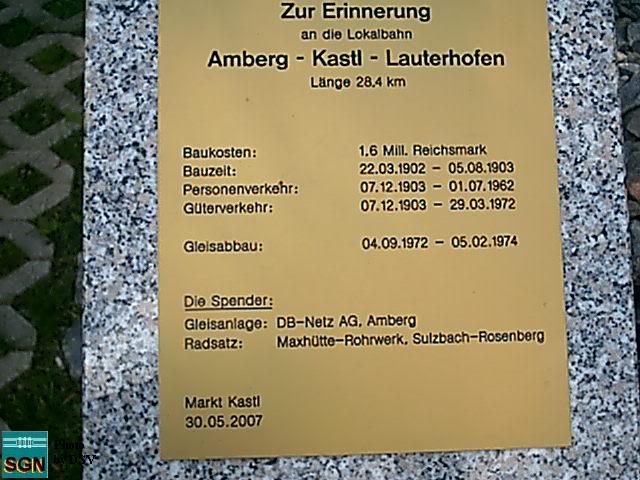 Zur Erinnerung
an die Lokalbahn
Amberg - Kastl - Lauterhofen
Länge 28.4 km
Baukosten: 1.6 Mill. Reichsmark
Bauzeit: 22.03.1902 - 05.08.1903
Personenverkehr: 07.12.1903 - 01.07.1962
Güterverkehr: 07.12.1903 - 29.03.1972
Gleisabbau: 04.09.1972 - 05.02.1974
Die Spender:
Gleisanlage: DB-Netz AG, Amberg
Radsatz: Maxhütte-Rohrwerk, Sulzbach-Rosenberg
Markt Kastl
30.05.2007
SGN